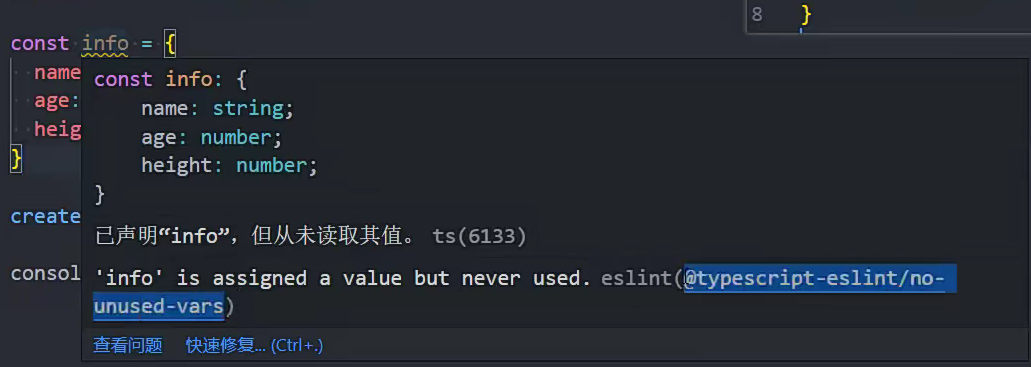 8 }
const info = {
name
age:
heig
}
create
consol
const info: {
name: string;
age: number;
height: number;
}
已声明“info”，但从未读取其值。 ts(6133)
'info' is assigned a value but never used. eslint(@typescript-eslint/no-
unused-vars)
查看问题 快速修复... (Ctrl+.)